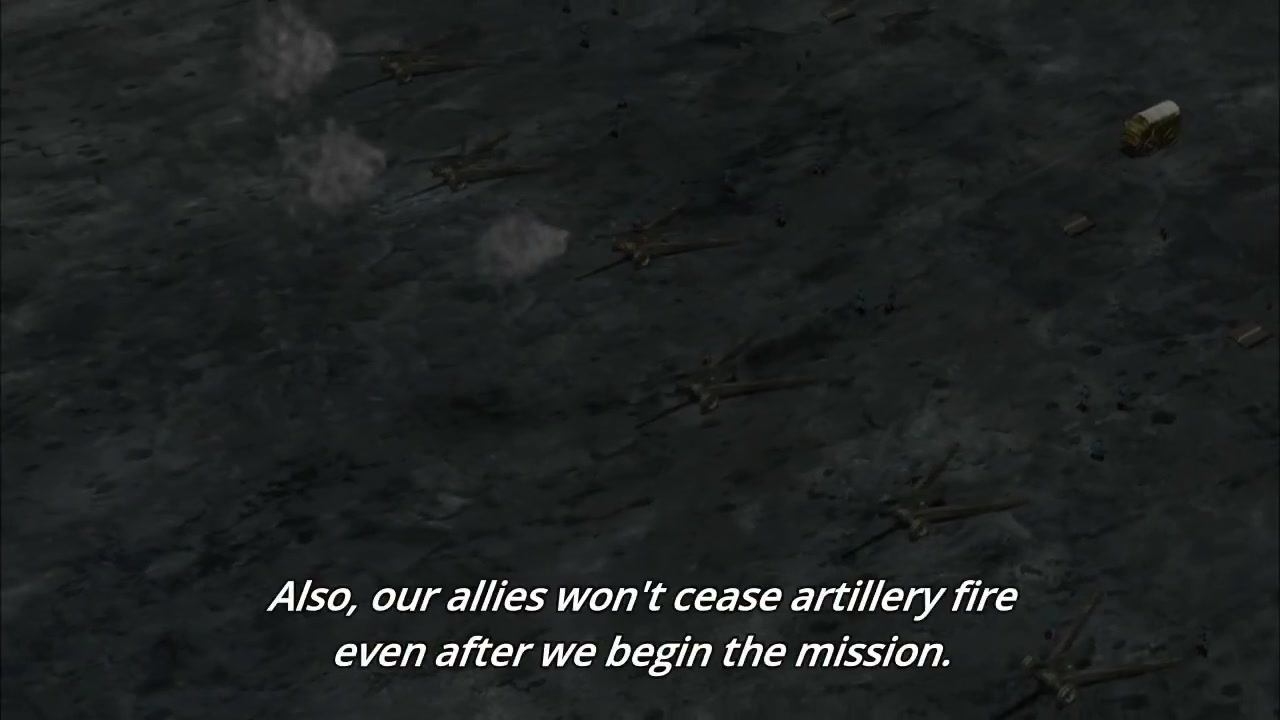 Also, our allies won't cease artillery fire
even after we begin the mission.